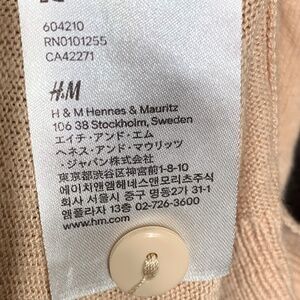 604210
RN0101255
CA42271
H&M
H & M Hennes & Mauritz
106 38 Stockholm, Sweden
エイチ・アンド・エム
ヘネス・アンド・マウリッツ
・ジャパン株式会社
東京都渋谷区神宮前1-8-10
에이치앤엠헤네스앤모리츠주식
회사 서울시 중구 명동2가 31-1
엠플라자 13층 02-726-3600
www.hm.com